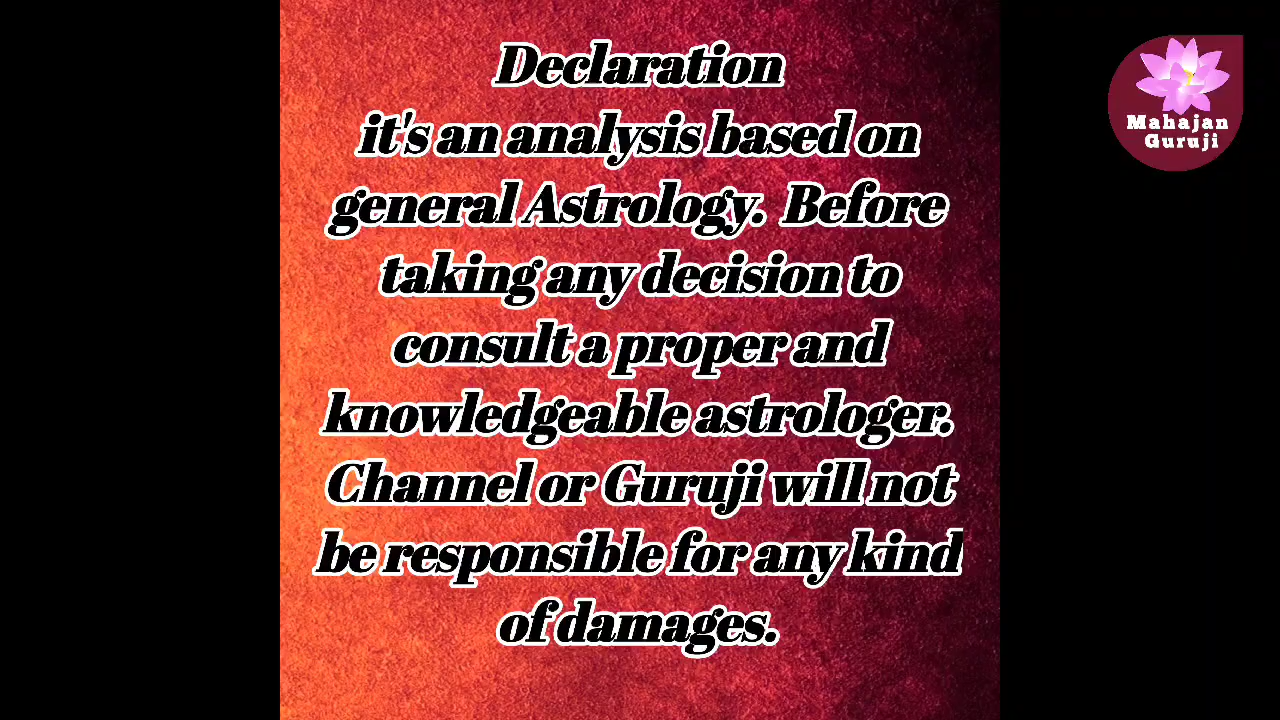 Declaration
it's an analysis based on
general Astrology. Before
taking any decision to
consult a proper and
knowledgeable astrologer.
Channel or Guruji will not
be responsible for any kind
of damages.
Mahajan
Guruji